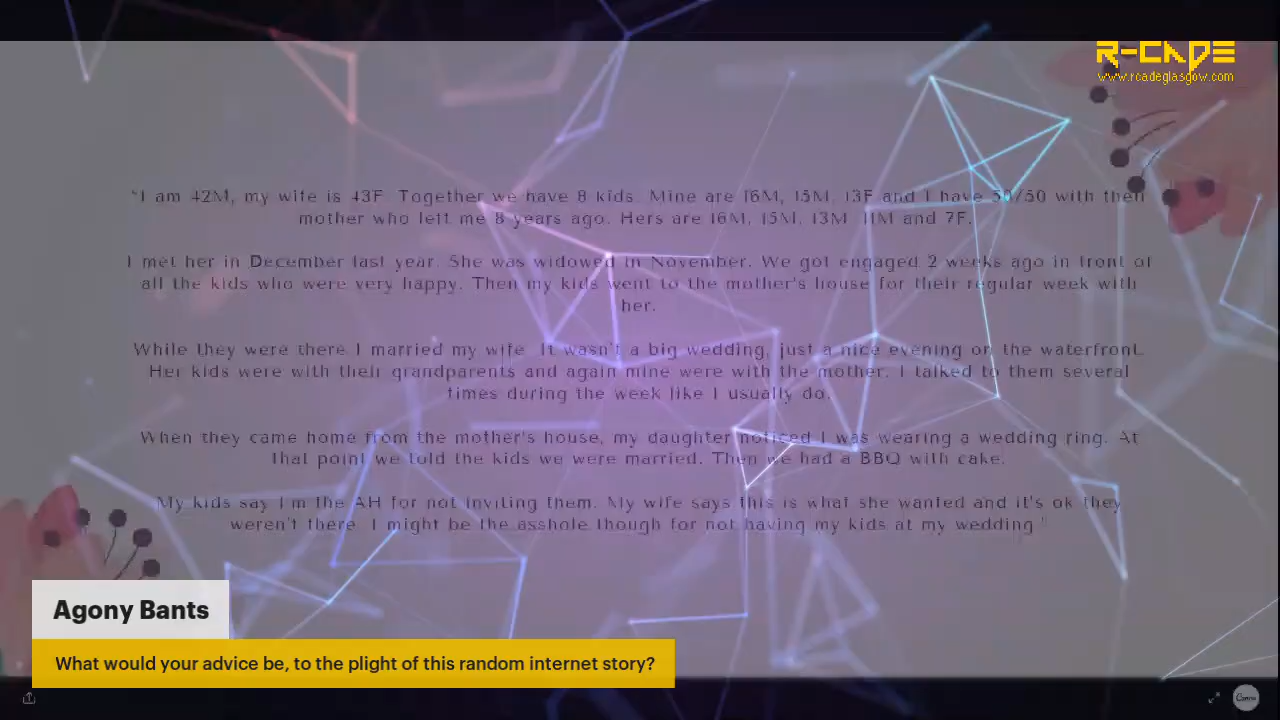 R-CADE
www.rcadeglasgow.com
"I am 42M, my wife is 43F. Together we have 8 kids. Mine are 16M, 15M, 13F and I have 50/50 with their
mother who left me 8 years ago. Hers are 16M, 15M, 13M, 11M and 7F.
I met her in December last year. She was widowed in November. We got engaged 2 weeks ago in front of
all the kids who were very happy. Then my kids went to the mother's house for their regular week with
her.
While they were there I married my wife. It wasn't a big wedding, just a nice evening on the waterfront.
Her kids were with their grandparents and again mine were with the mother. I talked to them several
times during the week like I usually do.
When they came home from the mother's house, my daughter noticed I was wearing a wedding ring. At
that point we told the kids we were married. Then we had a BBQ with cake.
My kids say I'm the AH for not inviting them. My wife says this is what she wanted and it's ok they
weren't there. I might be the asshole though for not having my kids at my wedding."
Agony Bants
What would your advice be, to the plight of this random internet story?
Canva